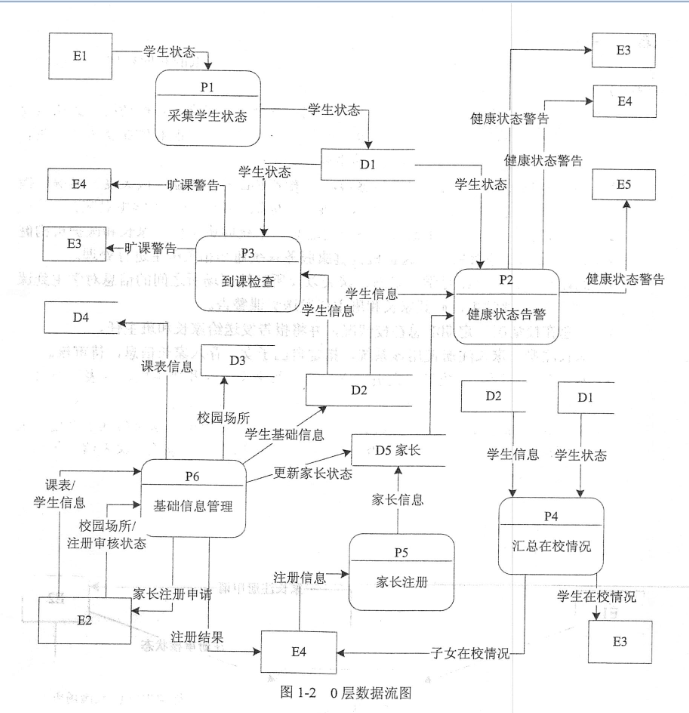 E1
学生状态
P1
采集学生状态
学生状态
D1
学生状态
学生状态
E3
E4
健康状态警告
健康状态警告
E5
健康状态警告
E4
旷课警告
E3
旷课警告
P3
到课检查
P2
健康状态告警
学生信息
学生信息
D4
课表信息
D3
校园场所
D2
学生基础信息
D2
D1
学生信息
学生状态
D5 家长
更新家长状态
家长信息
P6
基础信息管理
课表/
学生信息
校园场所/
注册审核状态
P4
汇总在校情况
P5
家长注册
注册信息
家长注册申请
E2
注册结果
E4
子女在校情况
学生在校情况
E3
图 1-2 0 层数据流图